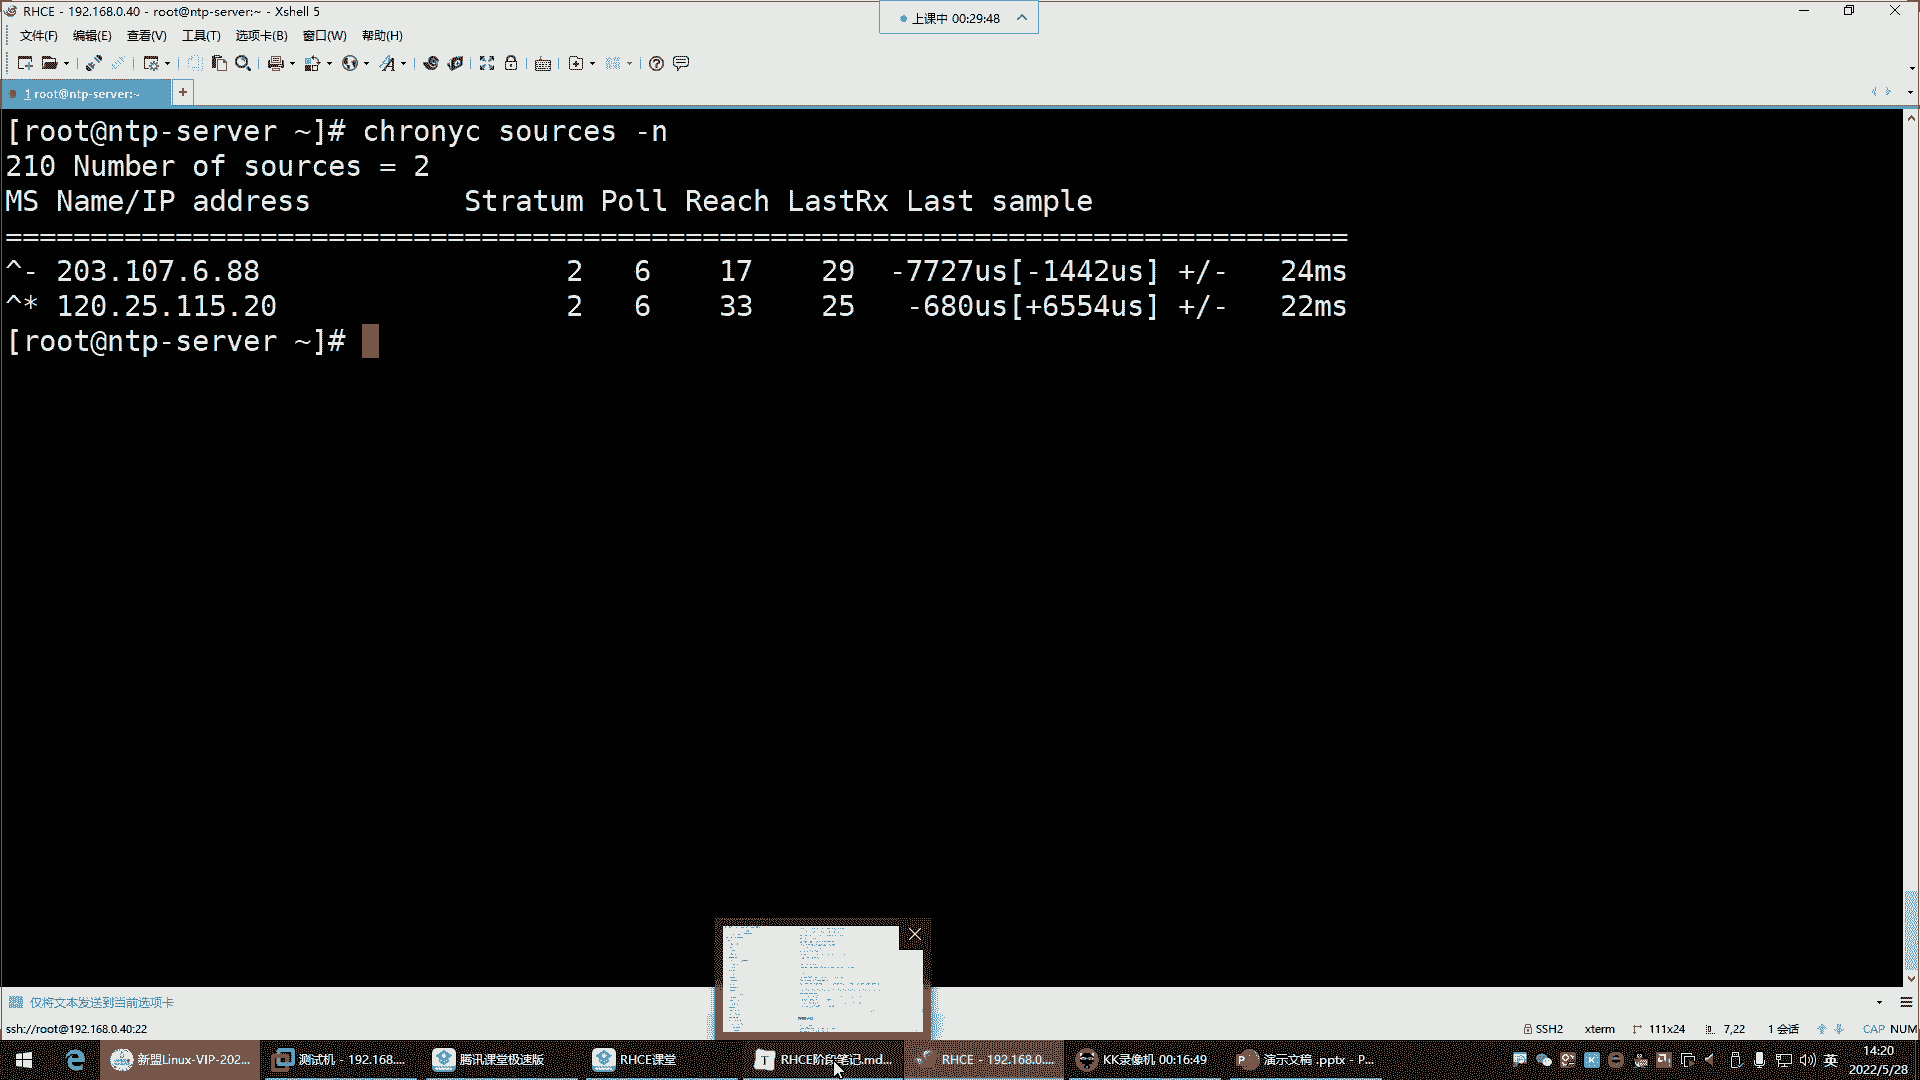 RHCE - 192.168.0.40 - root@ntp-server:~ - Xshell 5
上课中 00:29:48
文件(F) 编辑(E) 查看(V) 工具(T) 选项卡(B) 窗口(W) 帮助(H)
1 root@ntp-server:~
[root@ntp-server ~]# chronyc sources -n
210 Number of sources = 2
MS Name/IP address         Stratum Poll Reach LastRx Last sample
===============================================================================
^- 203.107.6.88                  2   6    17    29  -7727us[-1442us] +/-   24ms
^* 120.25.115.20                 2   6    33    25   -680us[+6554us] +/-   22ms
[root@ntp-server ~]#
仅将文本发送到当前选项卡
ssh://root@192.168.0.40:22 SSH2 xterm 111x24 7,22 1 会话 CAP NUM
新盟Linux-VIP-202... 测试机 - 192.168.... 腾讯课堂极速版 RHCE课堂 RHCE阶段笔记.md... RHCE - 192.168.0.... KK录像机 00:16:49 演示文稿 .pptx - P... 英 14:20
2022/5/28